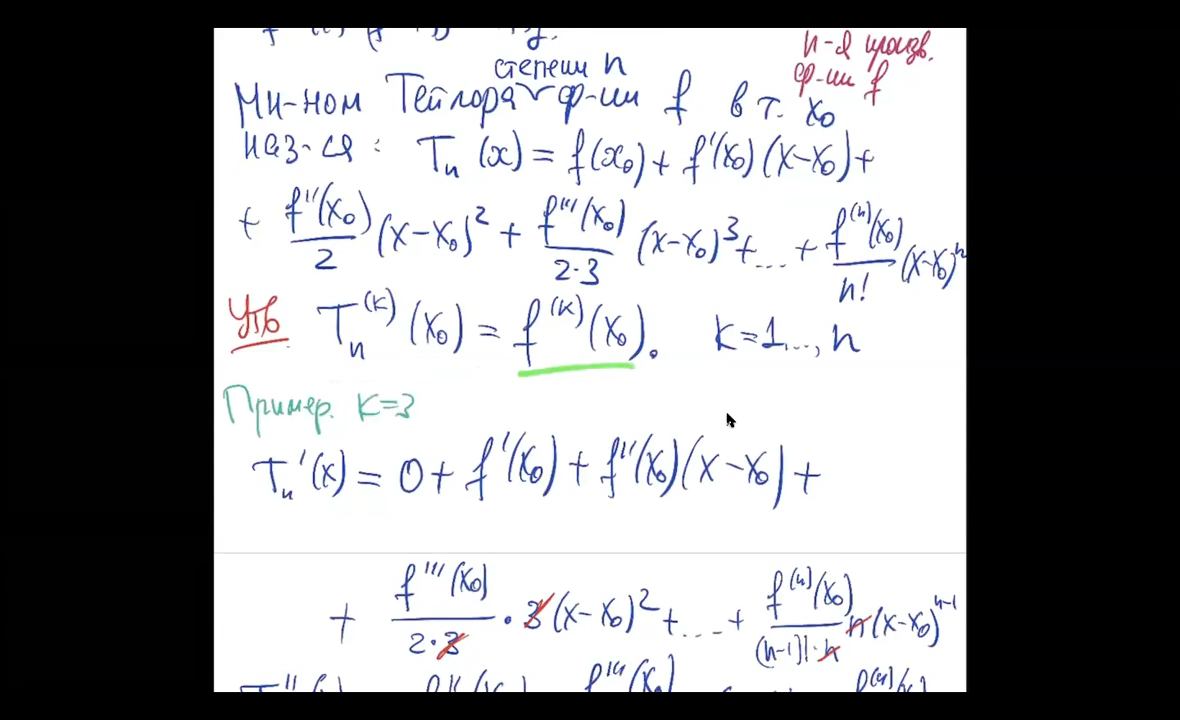 n-я произв.
ф-ии f
степени n
Мн-ном Тейлора ф-ии f в т. x₀
наз-ся : Tₙ(x) = f(x₀) + f'(x₀)(x-x₀) +
+ f''(x₀)/2 (x-x₀)² + f'''(x₀)/2·3 (x-x₀)³ + ... + f⁽ⁿ⁾(x₀)/n! (x-x₀)ⁿ
Утв Tₙ⁽ᵏ⁾(x₀) = f⁽ᵏ⁾(x₀). k=1..., n
Пример. k=3
Tₙ'(x) = 0 + f'(x₀) + f''(x₀)(x-x₀) +
+ f'''(x₀)/2·3 · 3(x-x₀)² + ... + f⁽ⁿ⁾(x₀)/(n-1)!·n n(x-x₀)ⁿ⁻¹